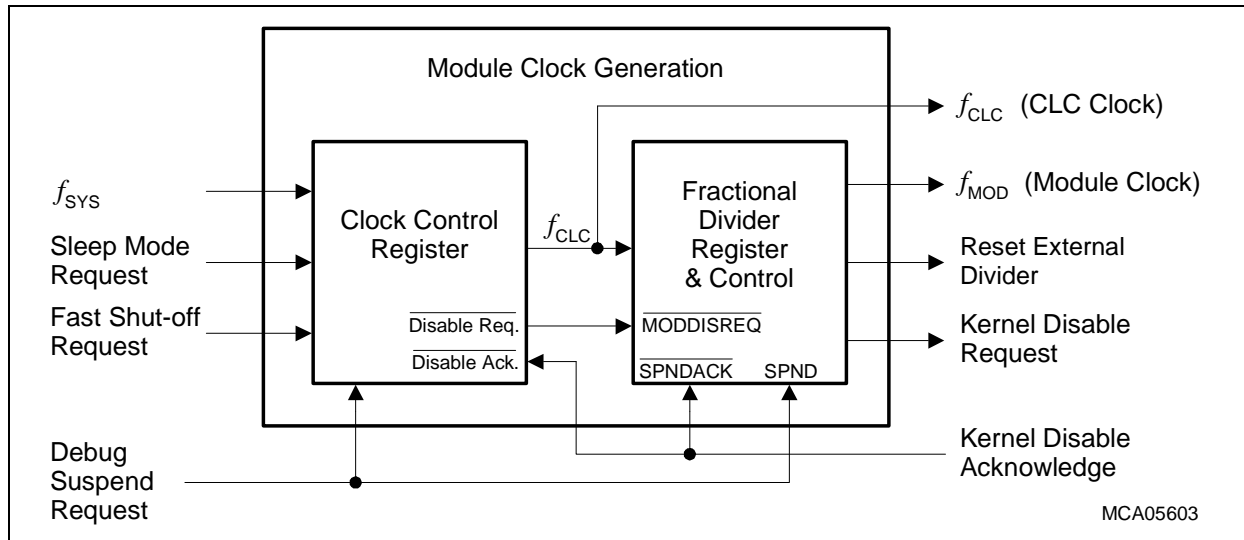 Module Clock Generation
f_CLC (CLC Clock)
f_SYS
Sleep Mode
Request
Fast Shut-off
Request
Clock Control
Register
Disable Req.
Disable Ack.
f_CLC
Fractional
Divider
Register
& Control
MODDISREQ
SPNDACK SPND
f_MOD (Module Clock)
Reset External
Divider
Kernel Disable
Request
Debug
Suspend
Request
Kernel Disable
Acknowledge
MCA05603